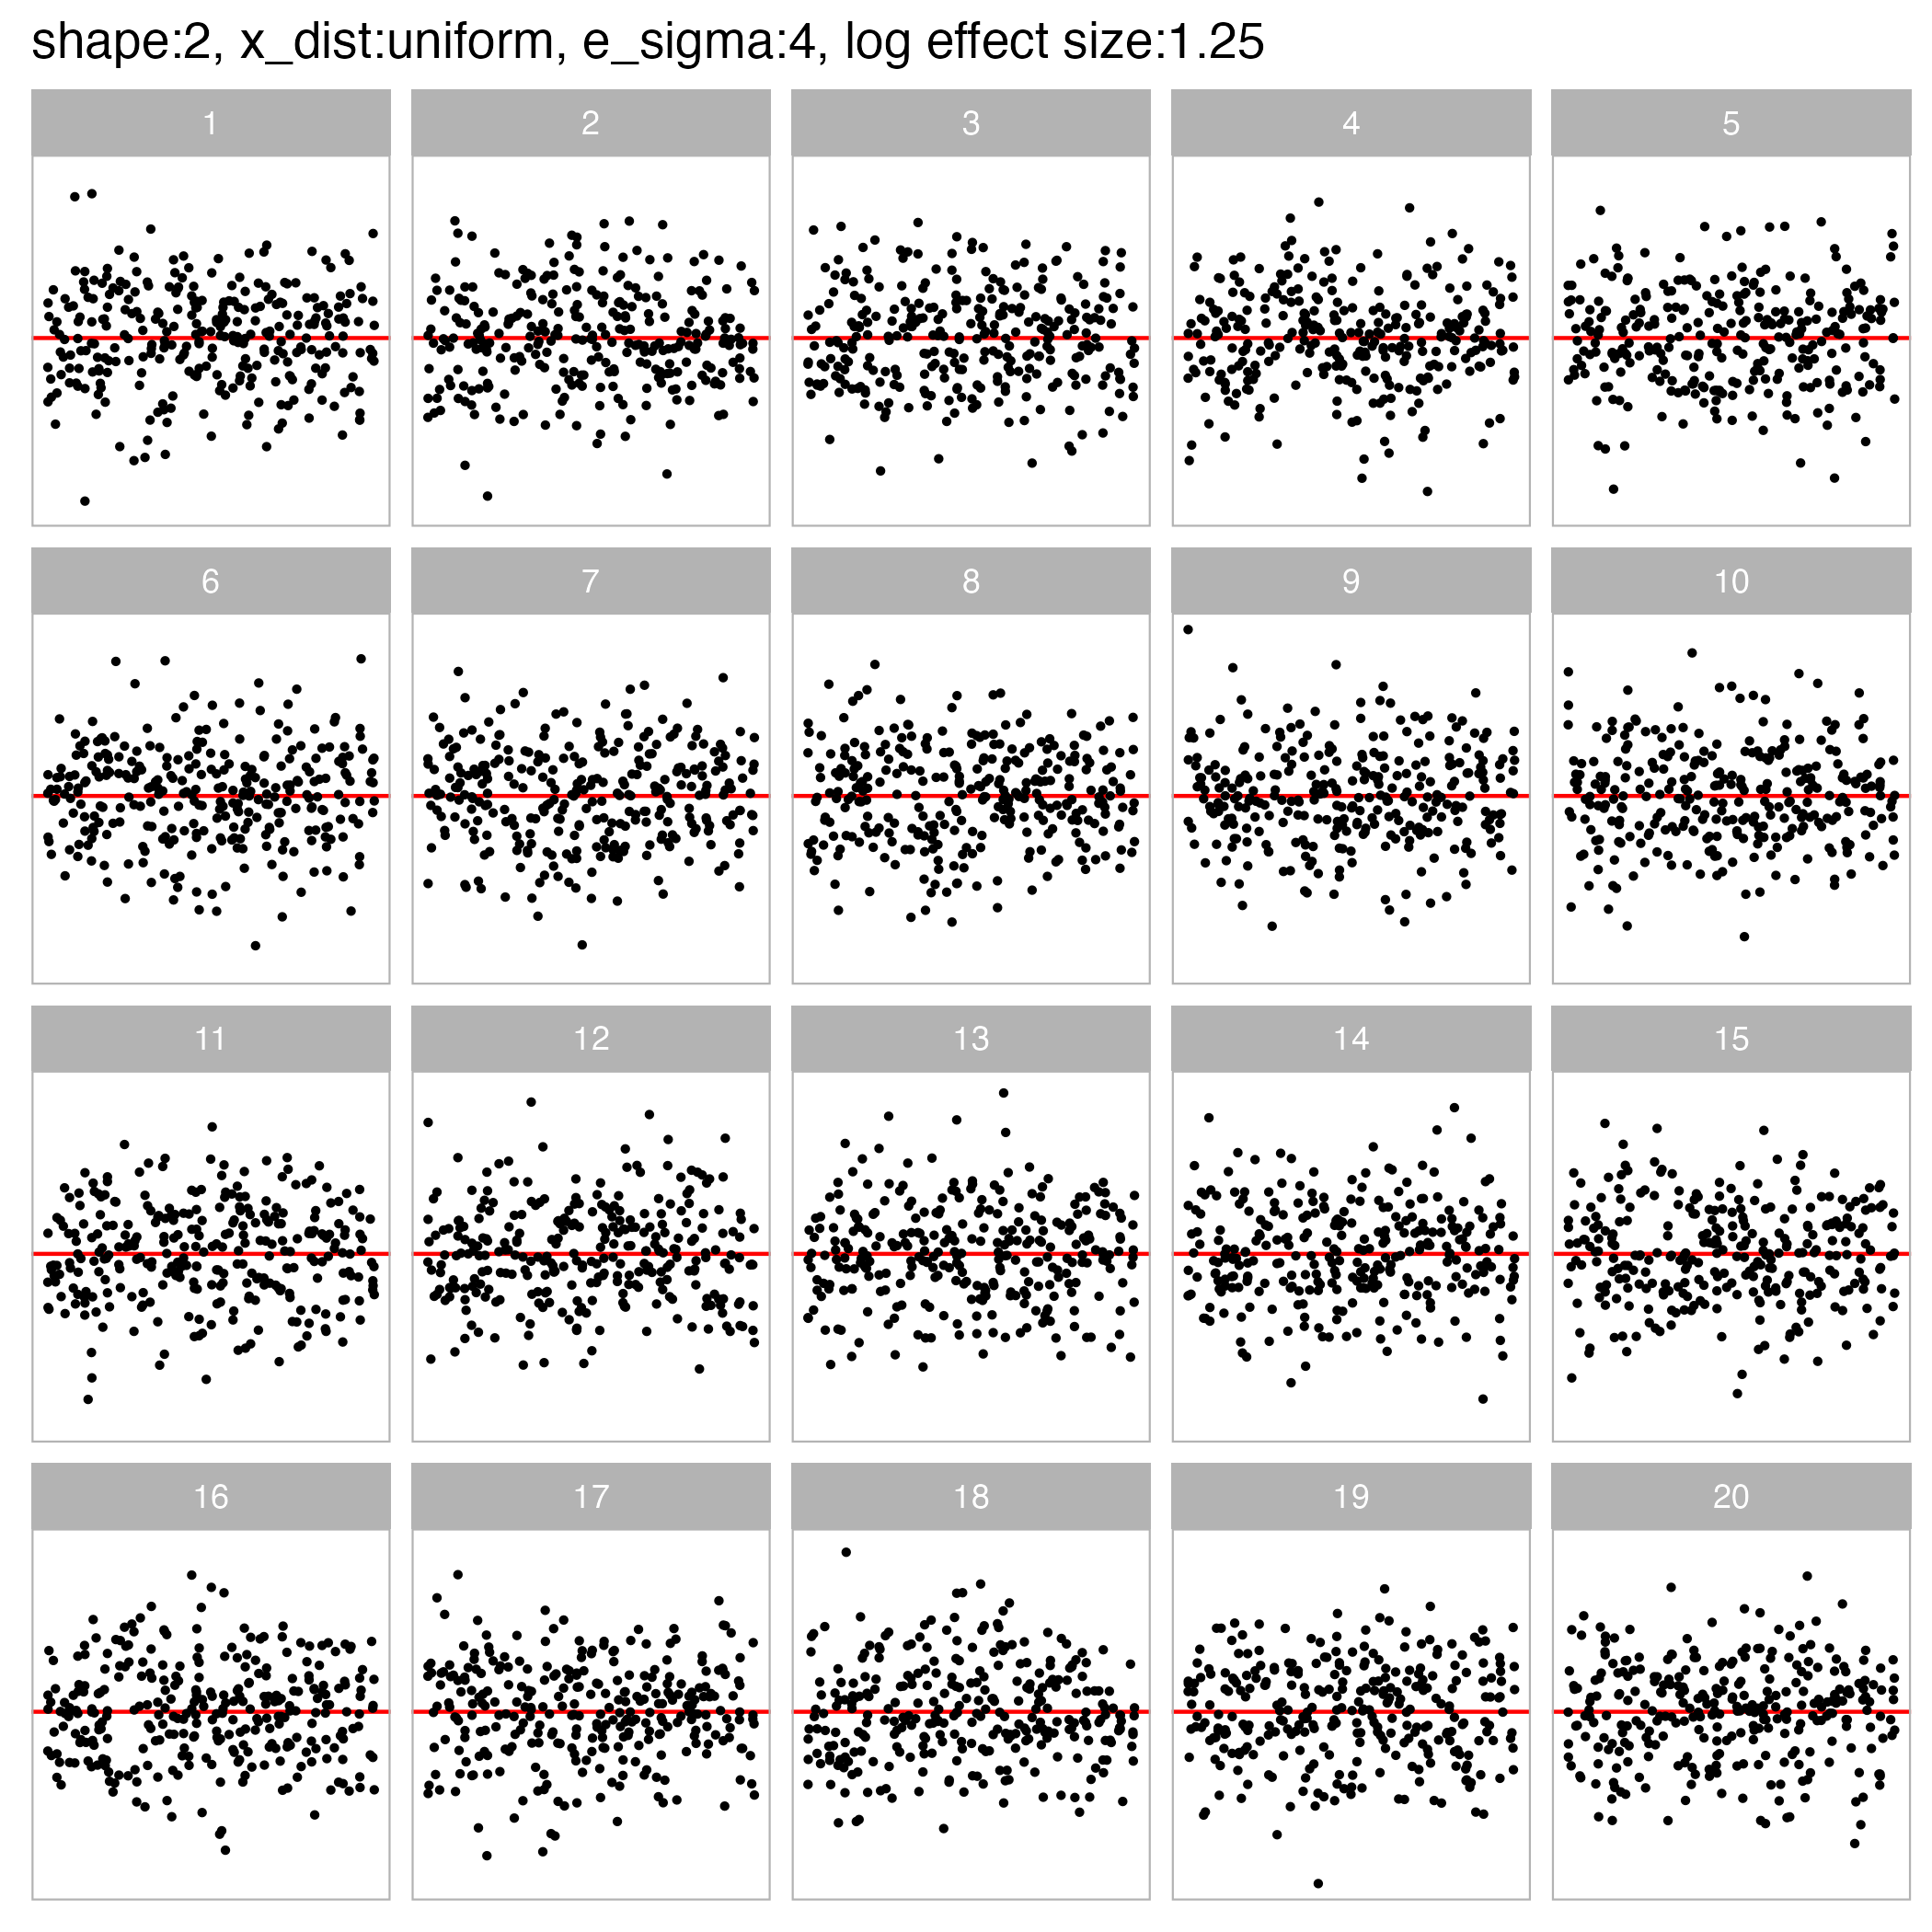 shape:2, x_dist:uniform, e_sigma:4, log effect size:1.25
1 2 3 4 5
6 7 8 9 10
11 12 13 14 15
16 17 18 19 20